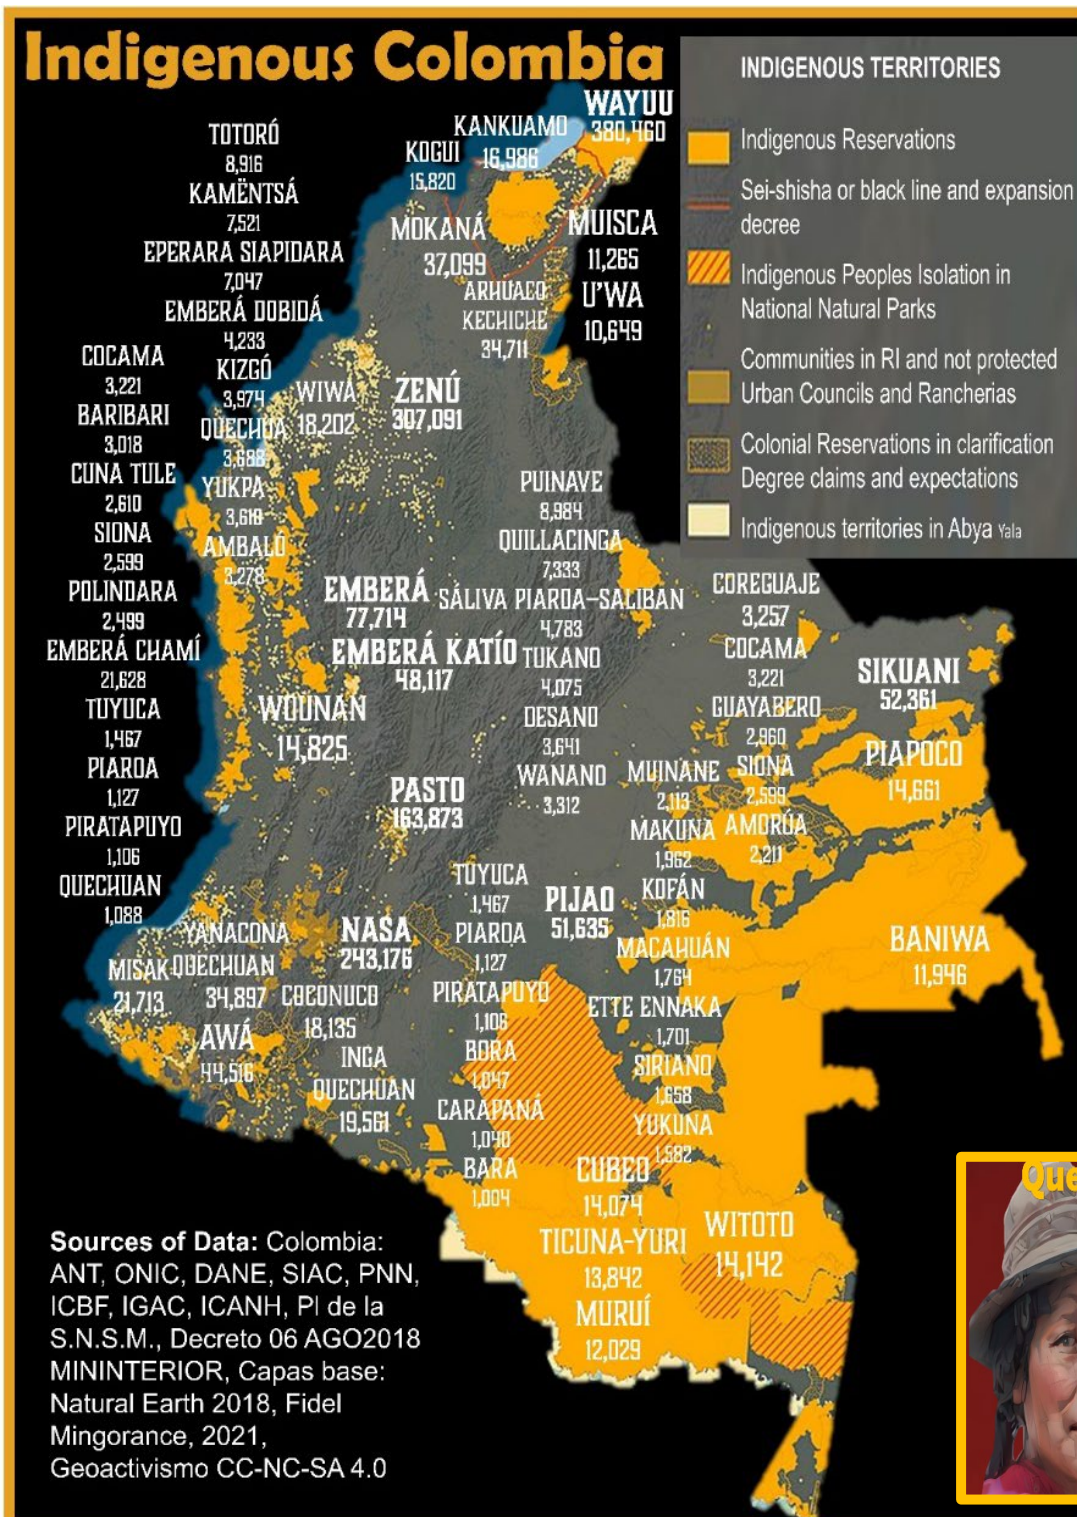 Indigenous Colombia
INDIGENOUS TERRITORIES
Indigenous Reservations
Sei-shisha or black line and expansion
decree
Indigenous Peoples Isolation in
National Natural Parks
Communities in RI and not protected
Urban Councils and Rancherias
Colonial Reservations in clarification
Degree claims and expectations
Indigenous territories in Abya Yala
WAYUU
380,460
KANKUAMO
16,986
KOGUI
15,820
MOKANÁ
37,099
MUISCA
11,265
U'WA
10,649
ARHUACO
KECHICHE
34,711
TOTORÓ
8,916
KAMËNTSÁ
7,521
EPERARA SIAPIDARA
7,047
EMBERÁ DOBIDÁ
4,233
KIZGÓ
3,974
QUECHUA
3,688
YUKPA
3,610
AMBALÓ
3,278
WIWA
18,202
ZENÚ
307,091
COCAMA
3,221
BARIBARI
3,018
CUNA TULE
2,610
SIONA
2,599
POLINDARA
2,499
EMBERÁ CHAMÍ
21,628
TUYUCA
1,467
PIAROA
1,127
PIRATAPUYO
1,106
QUECHUAN
1,088
PUINAVE
8,984
QUILLACINGA
7,333
SÁLIVA PIAROA–SALIBAN
4,783
TUKANO
4,075
DESANO
3,641
WANANO
3,312
EMBERÁ
77,714
EMBERÁ KATÍO
48,117
WOUNAN
14,825
PASTO
163,873
COREGUAJE
3,257
COCAMA
3,221
GUAYABERO
2,960
SIONA
2,599
AMORÚA
2,211
SIKUANI
52,361
PIAPOCO
14,661
MUINANE
2,113
MAKUNA
1,962
KOFÁN
1,816
MACAHUÁN
1,764
ETTE ENNAKA
1,701
SIRIANO
1,658
YUKUNA
1,582
TUYUCA
1,467
PIAROA
1,127
PIRATAPUYO
1,106
BORA
1,047
CARAPANÁ
1,040
BARA
1,004
PIJAO
51,635
NASA
243,176
YANACONA
QUECHUAN
34,897
MISAK
21,713
COCONUCO
18,135
AWÁ
44,516
INGA
QUECHUAN
19,561
BANIWA
11,946
CUBEO
14,074
TICUNA-YURI
13,842
MURUÍ
12,029
WITOTO
14,142
Sources of Data: Colombia:
ANT, ONIC, DANE, SIAC, PNN,
ICBF, IGAC, ICANH, PI de la
S.N.S.M., Decreto 06 AGO2018
MININTERIOR, Capas base:
Natural Earth 2018, Fidel
Mingorance, 2021,
Geoactivismo CC-NC-SA 4.0